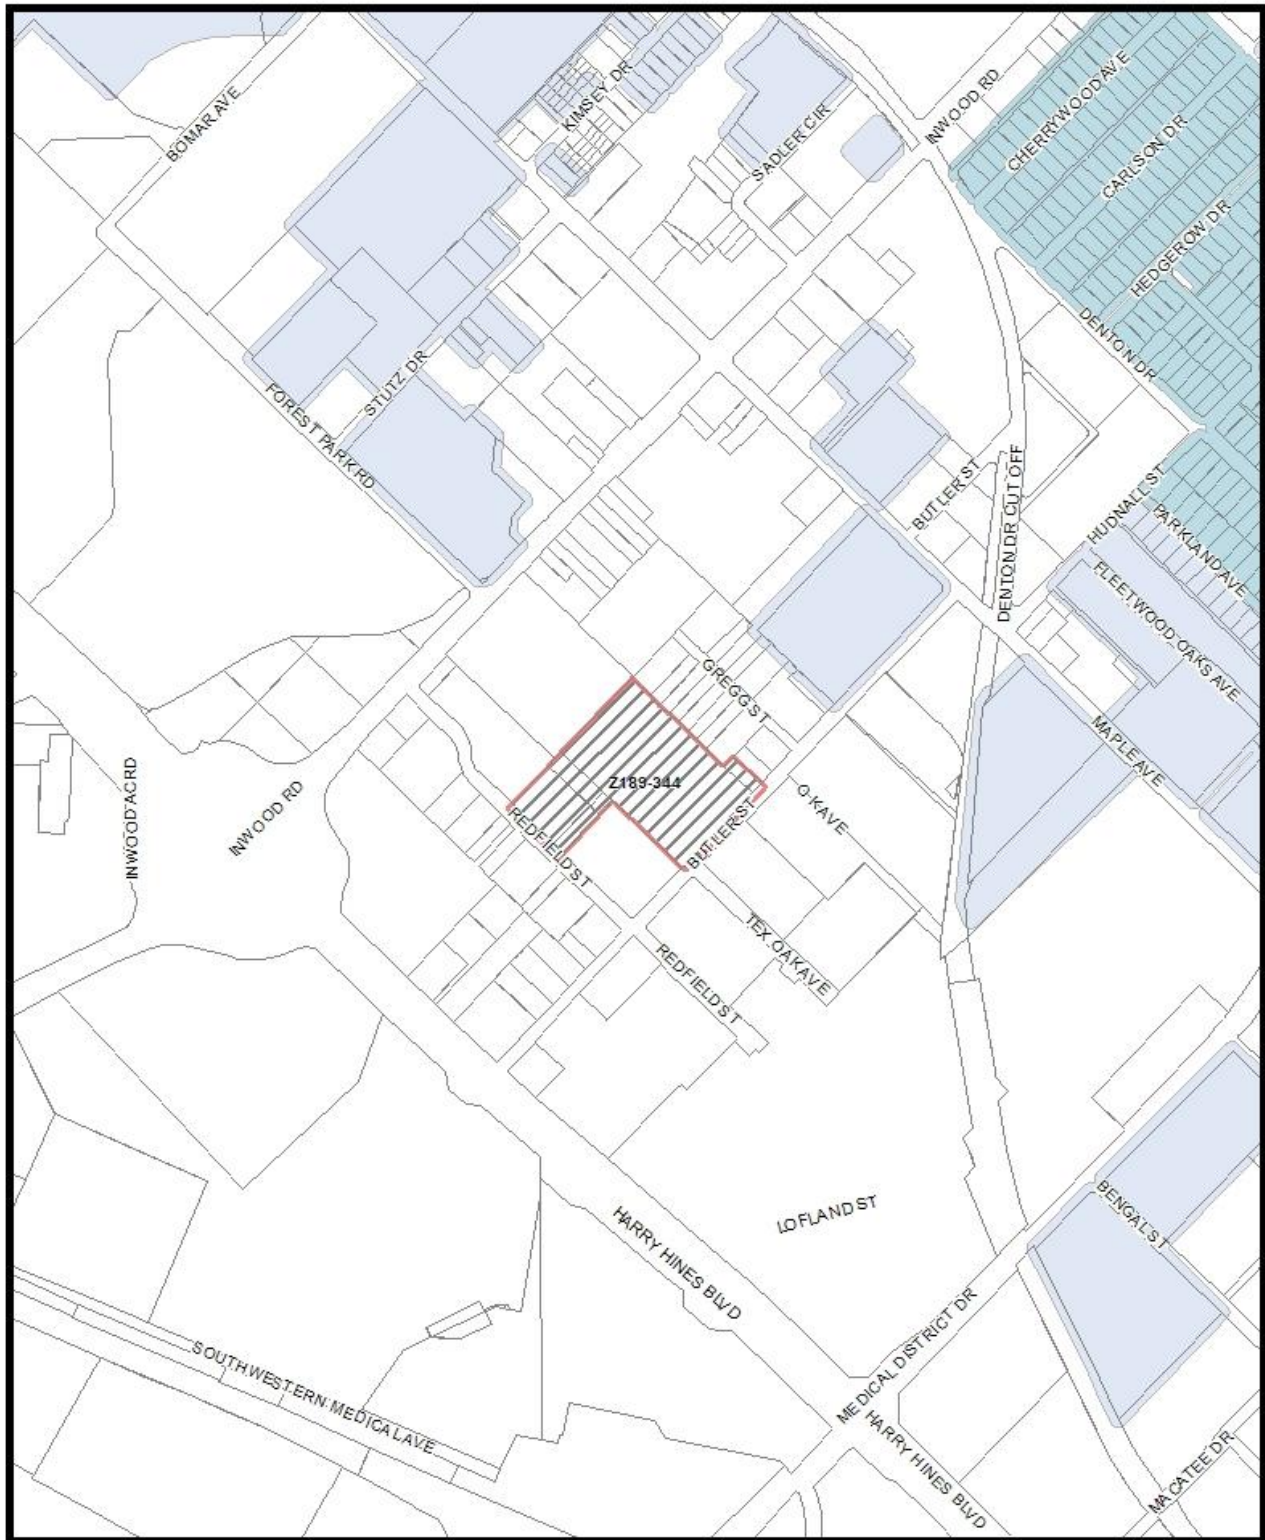 KIMSEY DR
INWOOD RD
CHERRYWOOD AVE
BOMAR AVE
SADLER CIR
CARLSON DR
HEDGEROW DR
DENTON DR
STUTZ DR
FOREST PARK RD
BUTLER ST
DENTON DR CUT OFF
HUDNALL ST
PARKLAND AVE
FLEETWOOD OAKS AVE
GREGG ST
MAPLE AVE
Z189-344
INWOOD AC RD
INWOOD RD
O K AVE
REDFIELD ST
BUTLER ST
TEX OAK AVE
REDFIELD ST
LOFLAND ST
BENGAL ST
HARRY HINES BLVD
SOUTHWESTERN MEDICAL AVE
MEDICAL DISTRICT DR
HARRY HINES BLVD
MACATEE DR